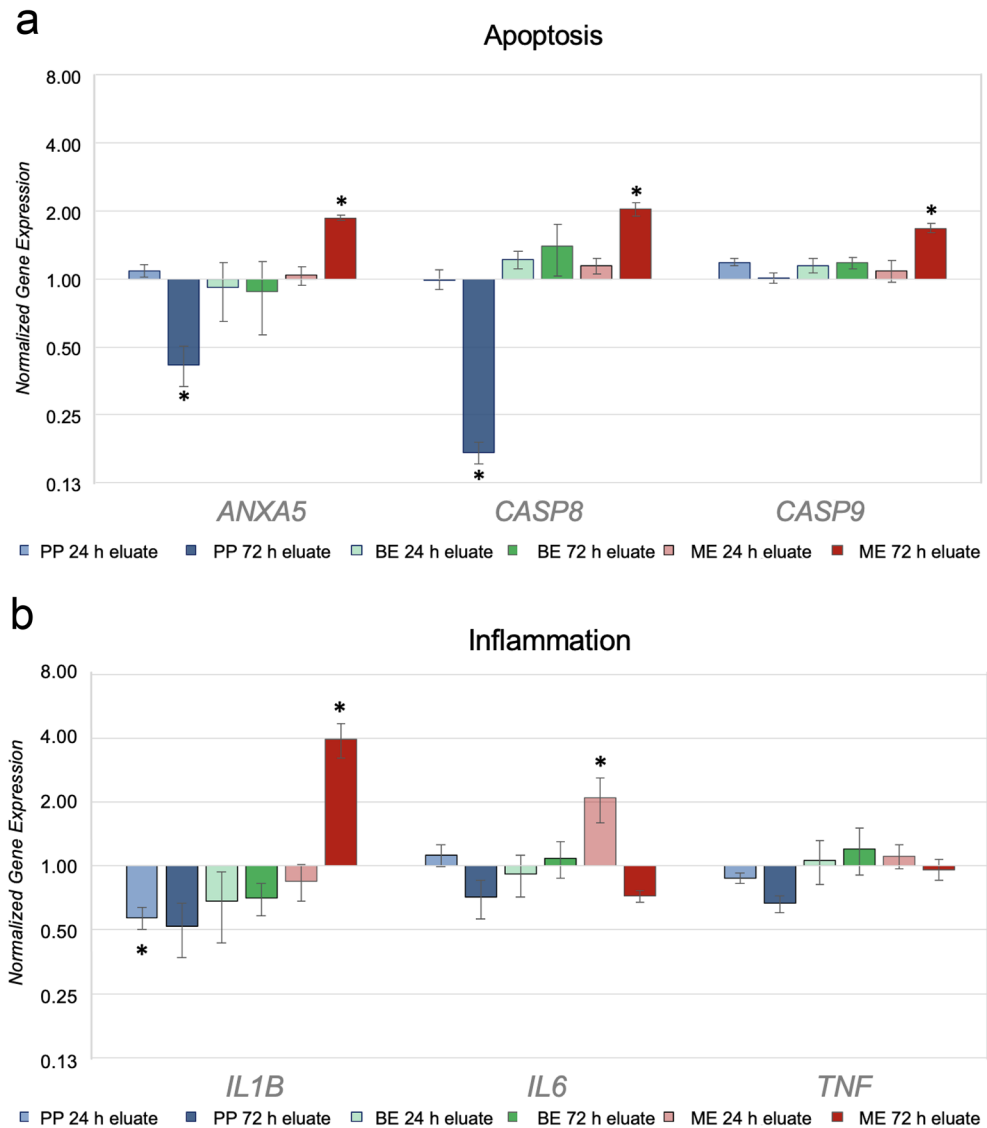 a
Apoptosis
Normalized Gene Expression
8.00
4.00
2.00
1.00
0.50
0.25
0.13
*
*
*
*
*
ANXA5 CASP8 CASP9
PP 24 h eluate PP 72 h eluate BE 24 h eluate BE 72 h eluate ME 24 h eluate ME 72 h eluate
b
Inflammation
Normalized Gene Expression
8.00
4.00
2.00
1.00
0.50
0.25
0.13
*
*
*
IL1B IL6 TNF
PP 24 h eluate PP 72 h eluate BE 24 h eluate BE 72 h eluate ME 24 h eluate ME 72 h eluate